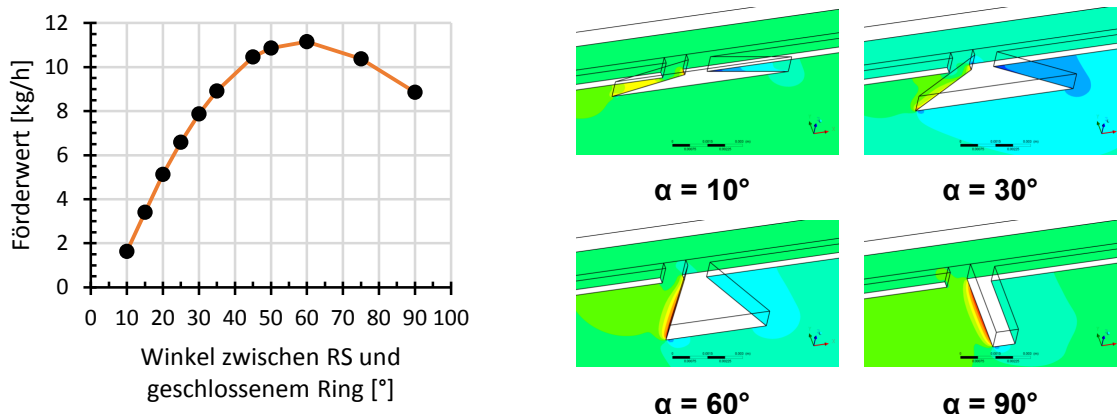 12
10
8
6
4
2
0
0 10 20 30 40 50 60 70 80 90 100
Förderwert [kg/h]
Winkel zwischen RS und
geschlossenem Ring [°]
α = 10°
α = 30°
α = 60°
α = 90°